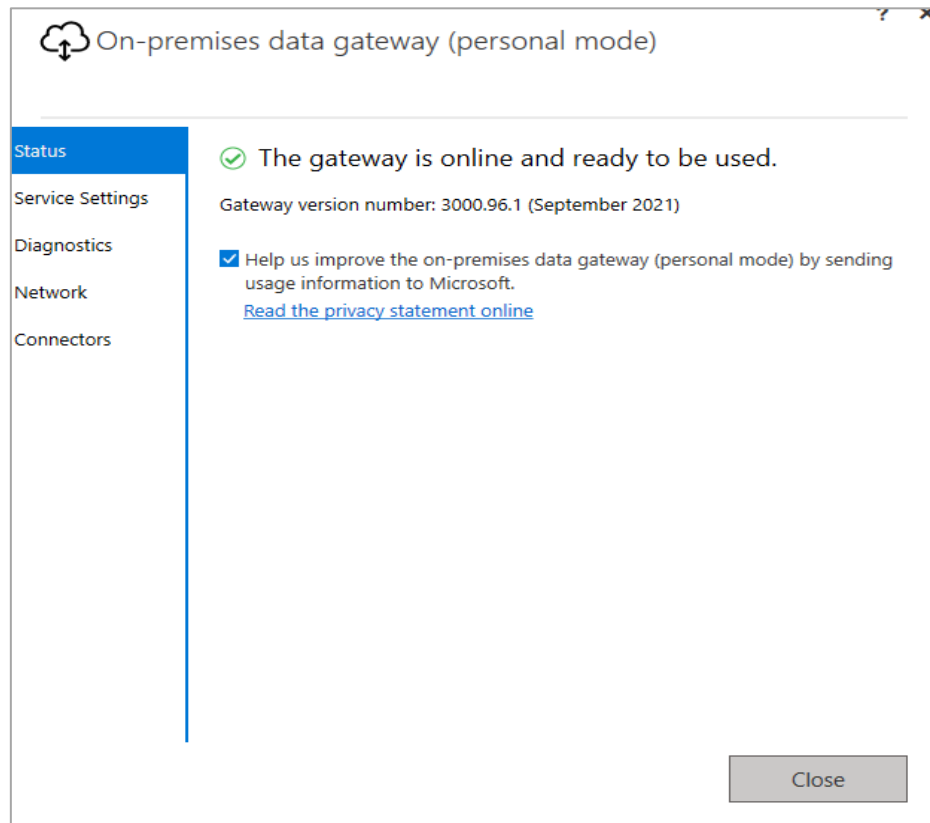 ? ×
On-premises data gateway (personal mode)
Status
Service Settings
Diagnostics
Network
Connectors
The gateway is online and ready to be used.
Gateway version number: 3000.96.1 (September 2021)
Help us improve the on-premises data gateway (personal mode) by sending
usage information to Microsoft.
Read the privacy statement online
Close